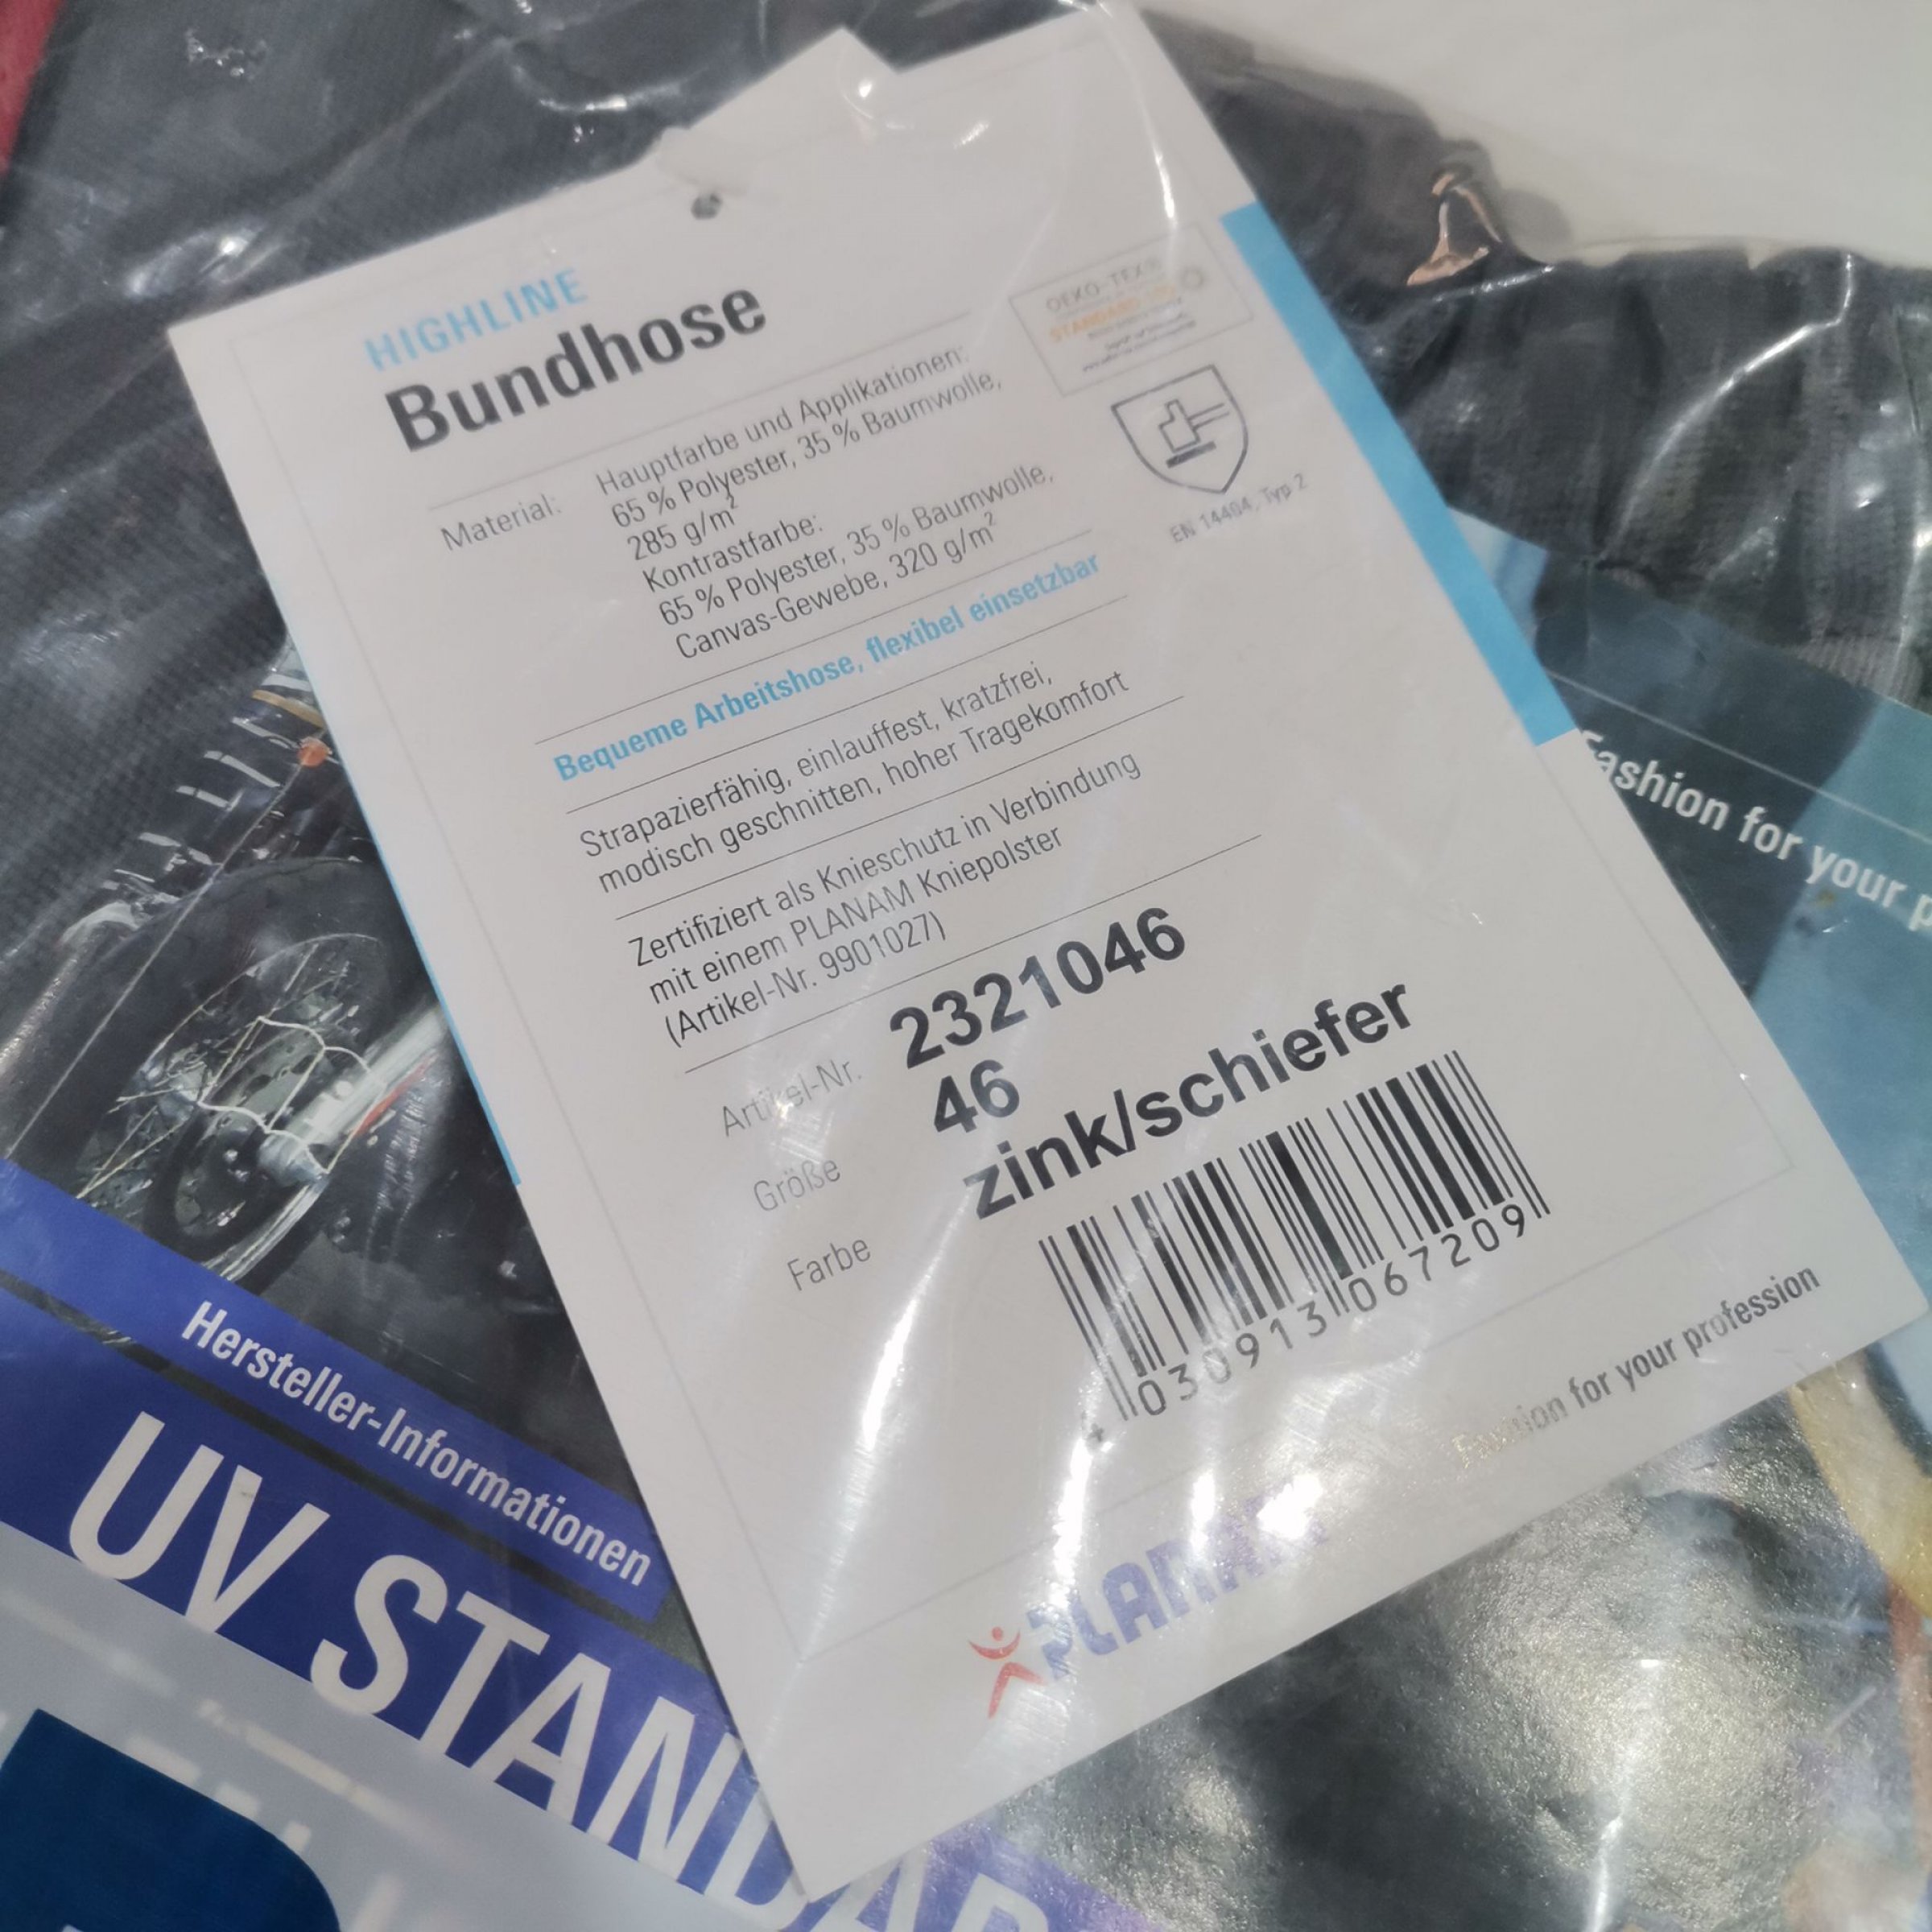 HIGHLINE
Bundhose
OEKO-TEX®
STANDARD
Material:
Hauptfarbe und Applikationen:
65 % Polyester, 35 % Baumwolle,
285 g/m²
Kontrastfarbe:
65 % Polyester, 35 % Baumwolle,
Canvas-Gewebe, 320 g/m²
EN 14404, Typ 2
Bequeme Arbeitshose, flexibel einsetzbar
Strapazierfähig, einlauffest, kratzfrei,
modisch geschnitten, hoher Tragekomfort
Zertifiziert als Knieschutz in Verbindung
mit einem PLANAM Kniepolster
(Artikel-Nr. 9901027)
Artikel-Nr. 2321046
Größe 46
Farbe zink/schiefer
4 030913 067209
Fashion for your profession
PLANAM
Fashion for your
Hersteller-Informationen
UV STANDAR